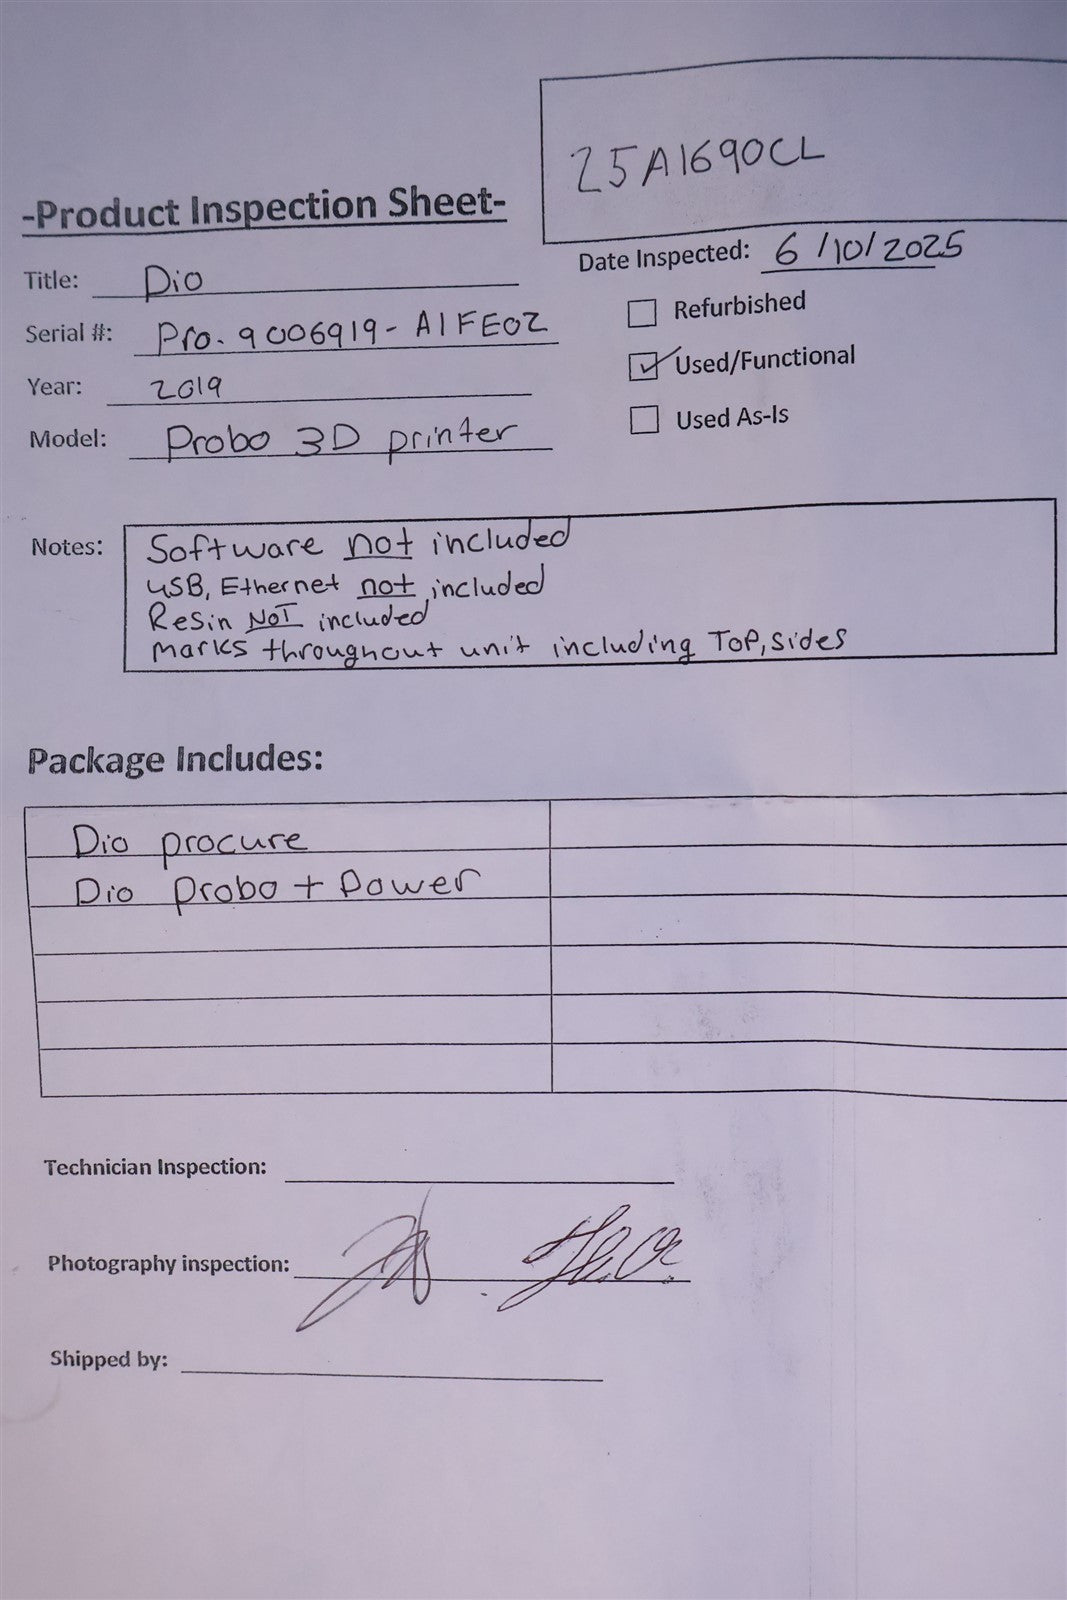 25A1690CL
-Product Inspection Sheet-
Date Inspected: 6/10/2025
Title: Dio
Refurbished
Serial #: Pro.9006919-A1FE02
Used/Functional
Year: 2019
Used As-Is
Model: Probo 3D printer
Notes: Software not included
USB, Ethernet not included
Resin NOT included
marks throughout unit including Top, sides
Package Includes:
Dio procure
Dio probo + Power
Technician Inspection:
Photography inspection:
Shipped by: